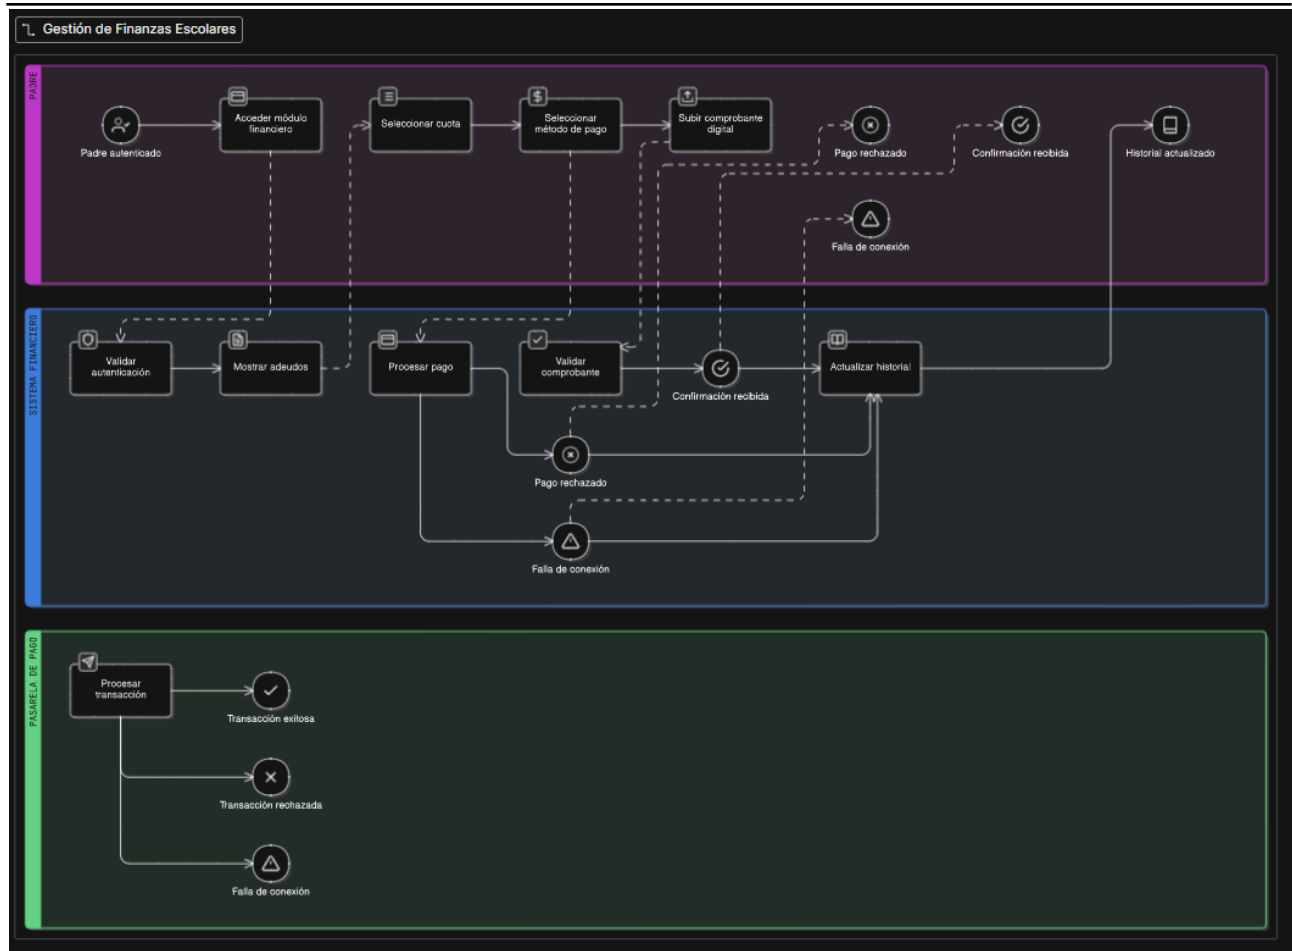 Gestión de Finanzas Escolares
PADRE
Padre autenticado
Acceder módulo
financiero
Seleccionar cuota
Seleccionar
método de pago
Subir comprobante
digital
Pago rechazado
Confirmación recibida
Historial actualizado
Falla de conexión
SISTEMA FINANCIERO
Validar
autenticación
Mostrar adeudos
Procesar pago
Validar
comprobante
Confirmación recibida
Actualizar historial
Pago rechazado
Falla de conexión
PASARELA DE PAGO
Procesar
transacción
Transacción exitosa
Transacción rechazada
Falla de conexión